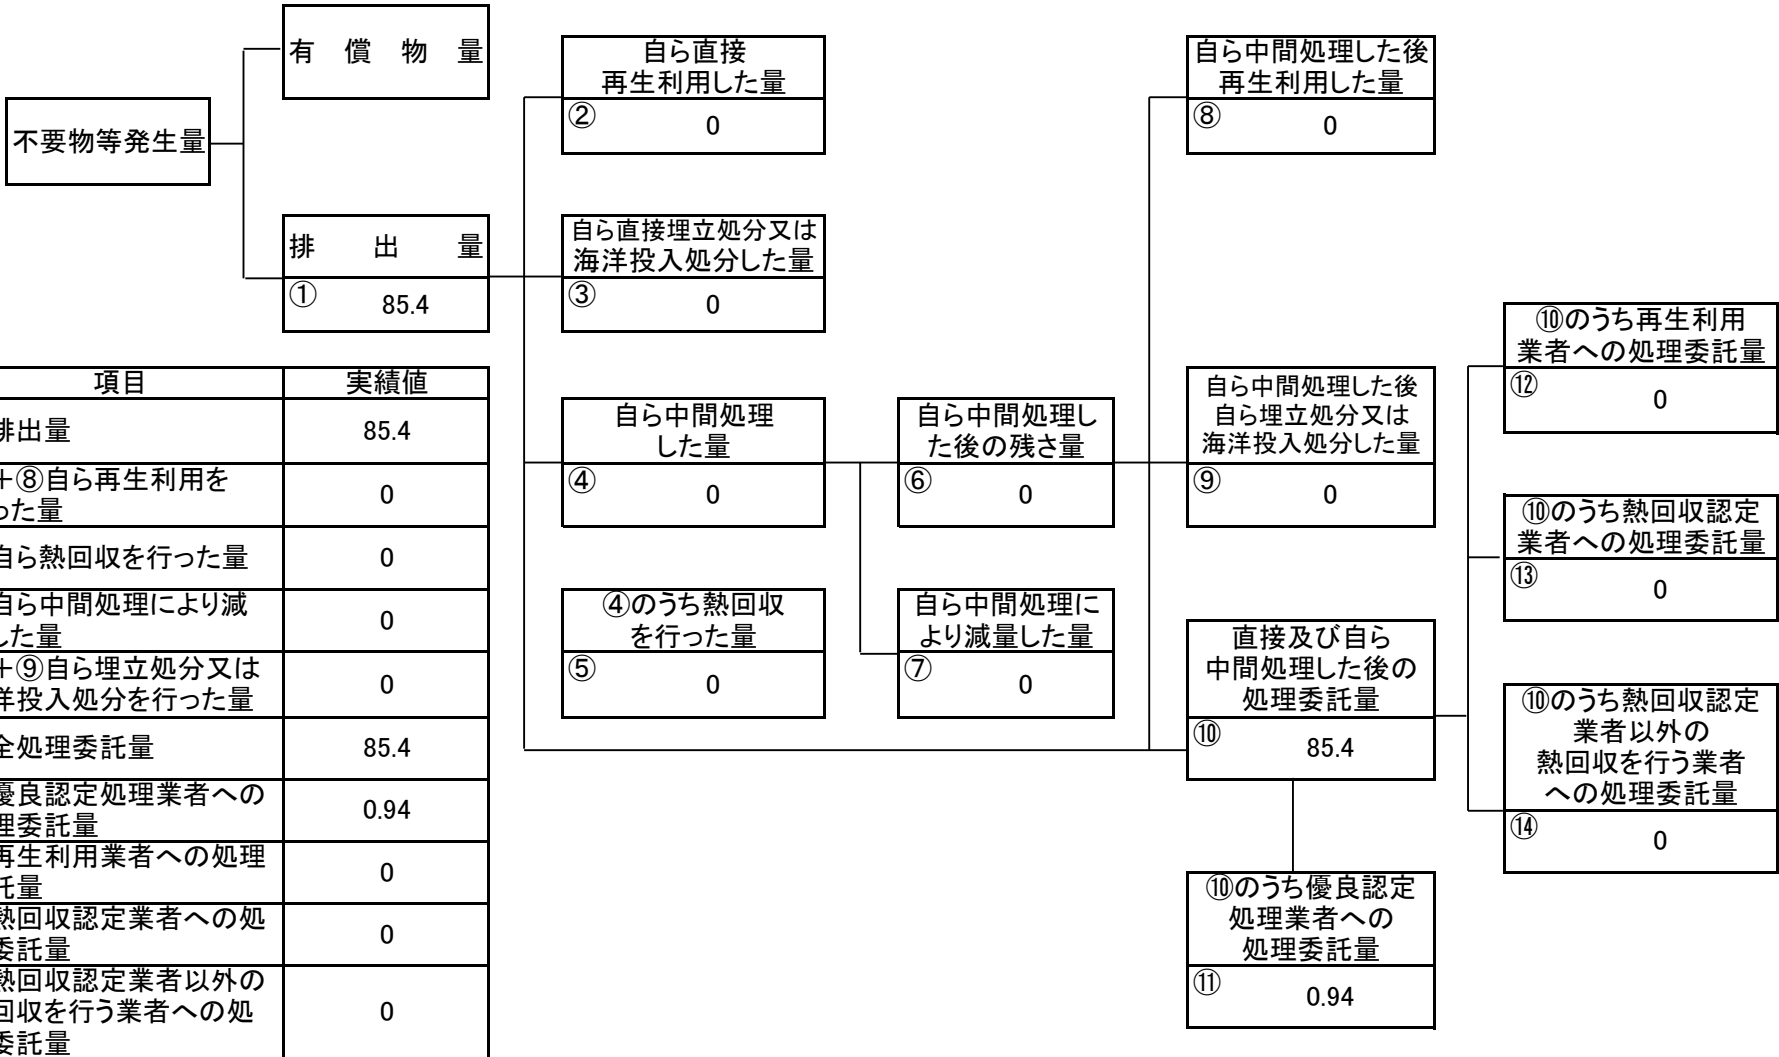 有償物量
不要物等発生量
排出量
① 85.4
自ら直接
再生利用した量
② 0
自ら直接埋立処分又は
海洋投入処分した量
③ 0
自ら中間処理
した量
④ 0
④のうち熱回収
を行った量
⑤ 0
自ら中間処理し
た後の残さ量
⑥ 0
自ら中間処理に
より減量した量
⑦ 0
自ら中間処理した後
再生利用した量
⑧ 0
自ら中間処理した後
自ら埋立処分又は
海洋投入処分した量
⑨ 0
直接及び自ら
中間処理した後の
処理委託量
⑩ 85.4
⑩のうち優良認定
処理業者への
処理委託量
⑪ 0.94
⑩のうち再生利用
業者への処理委託量
⑫ 0
⑩のうち熱回収認定
業者への処理委託量
⑬ 0
⑩のうち熱回収認定
業者以外の
熱回収を行う業者
への処理委託量
⑭ 0
項目 実績値
排出量 85.4
+⑧自ら再生利用を
った量 0
自ら熱回収を行った量 0
自ら中間処理により減
した量 0
+⑨自ら埋立処分又は
洋投入処分を行った量 0
全処理委託量 85.4
優良認定処理業者への
理委託量 0.94
再生利用業者への処理
託量 0
熱回収認定業者への処
委託量 0
熱回収認定業者以外の
回収を行う業者への処
委託量 0